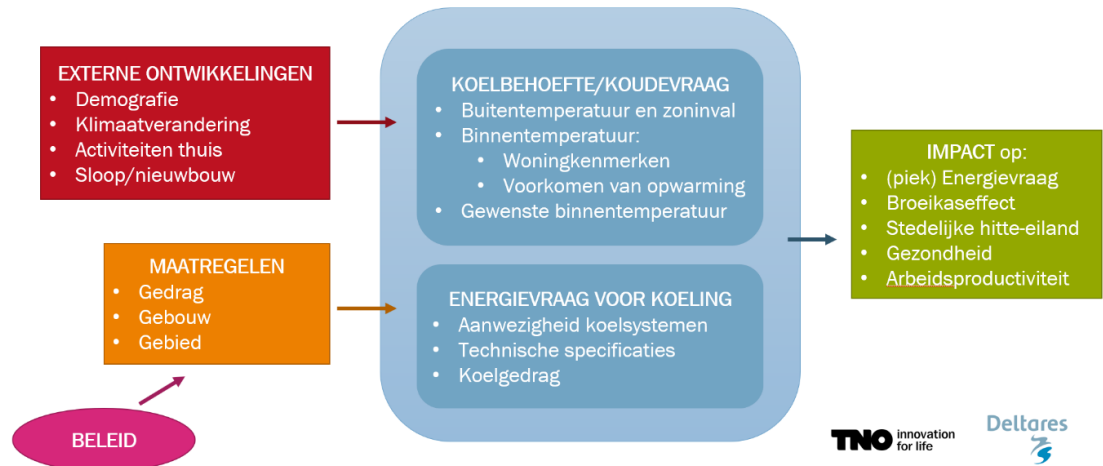 EXTERNE ONTWIKKELINGEN
• Demografie
• Klimaatverandering
• Activiteiten thuis
• Sloop/nieuwbouw
MAATREGELEN
• Gedrag
• Gebouw
• Gebied
BELEID
KOELBEHOEFTE/KOUDEVRAAG
• Buitentemperatuur en zoninval
• Binnentemperatuur:
• Woningkenmerken
• Voorkomen van opwarming
• Gewenste binnentemperatuur
ENERGIEVRAAG VOOR KOELING
• Aanwezigheid koelsystemen
• Technische specificaties
• Koelgedrag
IMPACT op:
• (piek) Energievraag
• Broeikaseffect
• Stedelijke hitte-eiland
• Gezondheid
• Arbeidsproductiviteit
TNO innovation
for life
Deltares